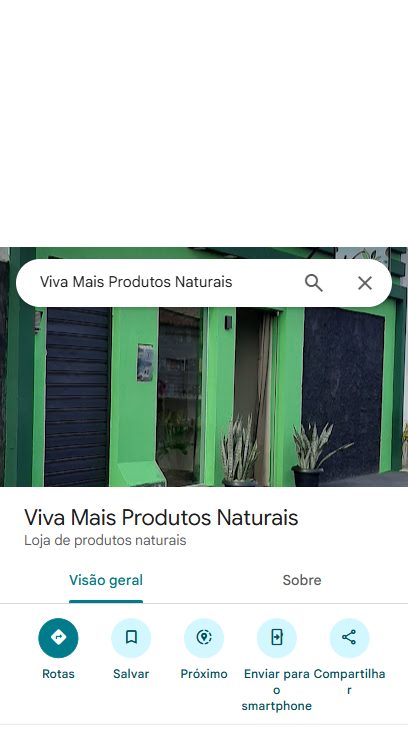 Viva Mais Produtos Naturais
Viva Mais Produtos Naturais
Loja de produtos naturais
Visão geral
Sobre
Rotas
Salvar
Próximo
Enviar para
o
smartphone
Compartilha
r